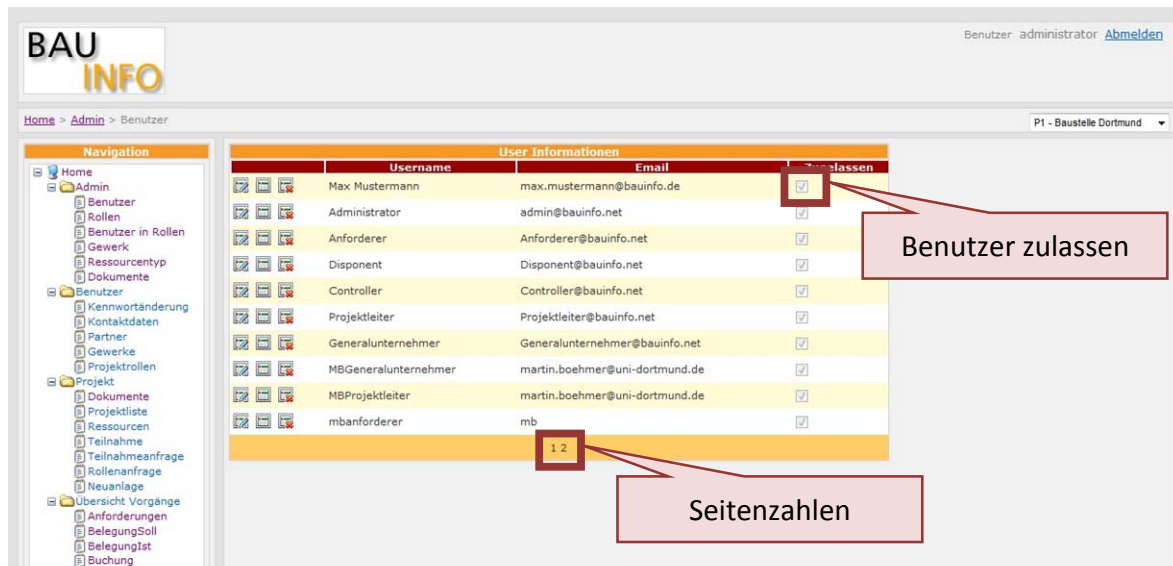 BAU
INFO
Benutzer administrator Abmelden
Home > Admin > Benutzer
P1 - Baustelle Dortmund
Navigation
Home
Admin
Benutzer
Rollen
Benutzer in Rollen
Gewerk
Ressourcentyp
Dokumente
Benutzer
Kennwortänderung
Kontaktdaten
Partner
Gewerke
Projektrollen
Projekt
Dokumente
Projektliste
Ressourcen
Teilnahme
Teilnahmeanfrage
Rollenanfrage
Neuanlage
Übersicht Vorgänge
Anforderungen
BelegungSoll
BelegungIst
Buchung
User Informationen
Username Email Zugelassen
Max Mustermann max.mustermann@bauinfo.de
Administrator admin@bauinfo.net
Anforderer Anforderer@bauinfo.net
Disponent Disponent@bauinfo.net
Controller Controller@bauinfo.net
Projektleiter Projektleiter@bauinfo.net
Generalunternehmer Generalunternehmer@bauinfo.net
MBGeneralunternehmer martin.boehmer@uni-dortmund.de
MBProjektleiter martin.boehmer@uni-dortmund.de
mbanforderer mb
1 2
Benutzer zulassen
Seitenzahlen